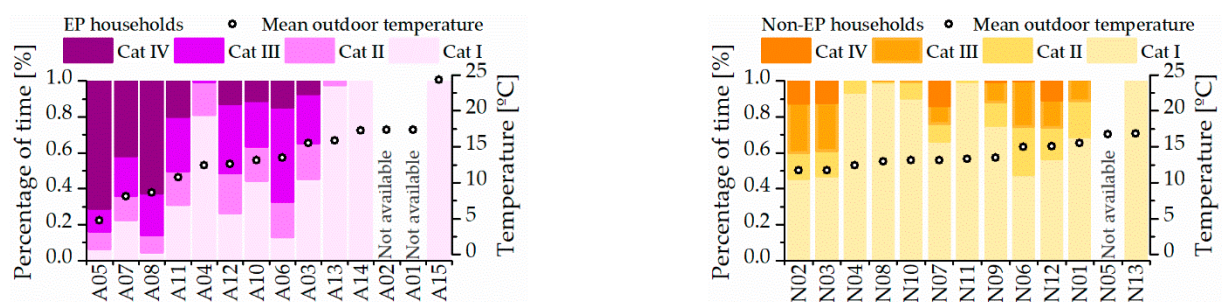 EP households Mean outdoor temperature
Cat IV Cat III Cat II Cat I
Percentage of time [%]
1.0
0.8
0.6
0.4
0.2
0.0
Not available
Not available
25
20
15
10
5
0
Temperature [ºC]
A05 A07 A08 A11 A04 A12 A10 A06 A03 A13 A14 A02 A01 A15
Non-EP households Mean outdoor temperature
Cat IV Cat III Cat II Cat I
Percentage of time [%]
1.0
0.8
0.6
0.4
0.2
0.0
Not available
25
20
15
10
5
0
Temperature [ºC]
N02 N03 N04 N08 N10 N07 N11 N09 N06 N12 N01 N05 N13